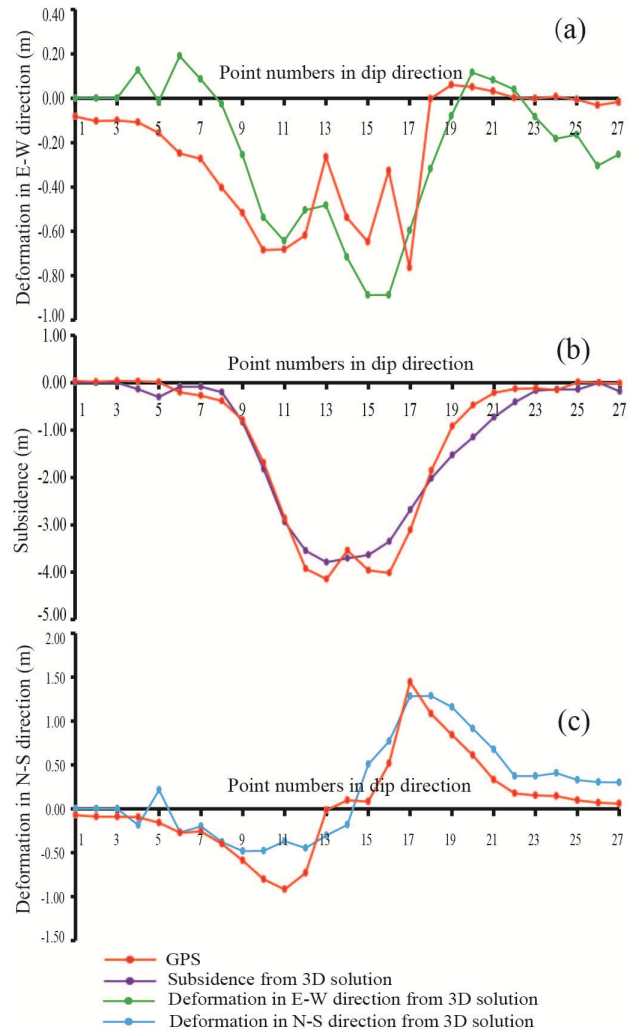 (a)
Deformation in E-W direction (m)
0.40
0.20
0.00
-0.20
-0.40
-0.60
-0.80
-1.00
Point numbers in dip direction
1 3 5 7 9 11 13 15 17 19 21 23 25 27
(b)
Subsidence (m)
1.00
0.00
-1.00
-2.00
-3.00
-4.00
-5.00
Point numbers in dip direction
1 3 5 7 9 11 13 15 17 19 21 23 25 27
(c)
Deformation in N-S direction (m)
2.00
1.50
1.00
0.50
0.00
-0.50
-1.00
-1.50
Point numbers in dip direction
1 3 5 7 9 11 13 15 17 19 21 23 25 27
GPS
Subsidence from 3D solution
Deformation in E-W direction from 3D solution
Deformation in N-S direction from 3D solution